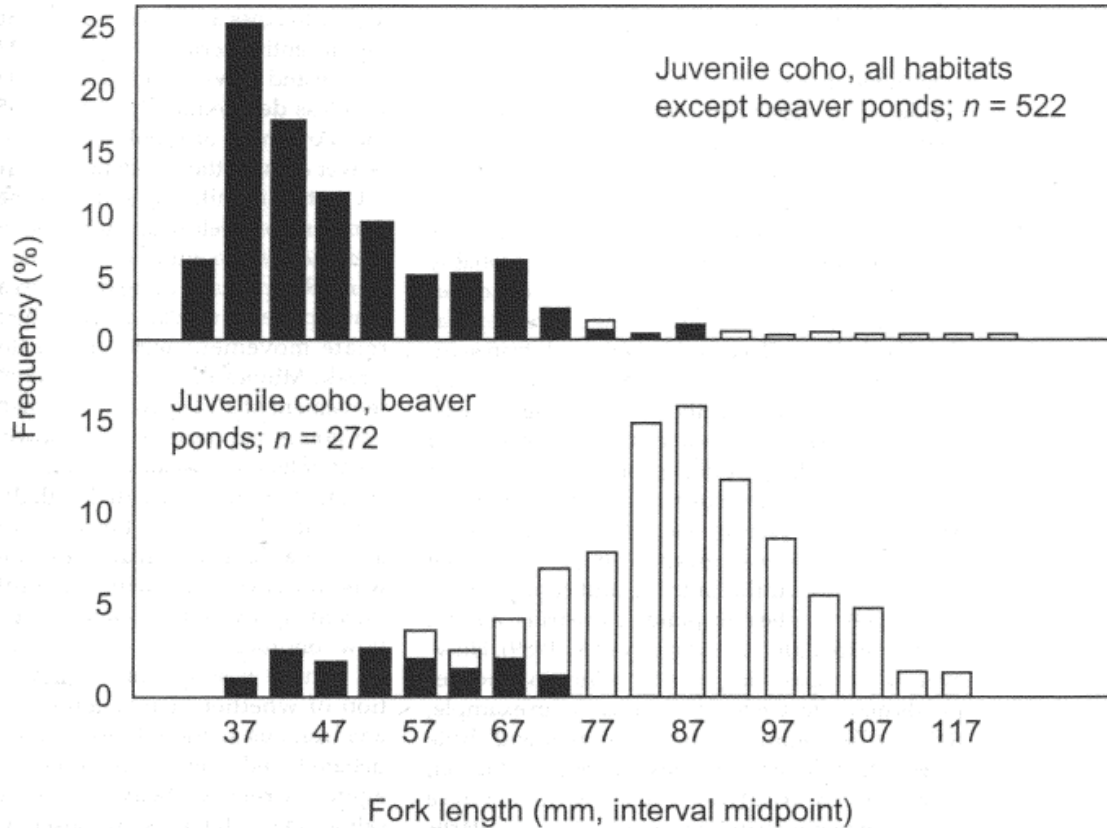 25
20
15
10
5
0
Juvenile coho, all habitats
except beaver ponds; n = 522
Frequency (%)
Juvenile coho, beaver
ponds; n = 272
15
10
5
0
37 47 57 67 77 87 97 107 117
Fork length (mm, interval midpoint)